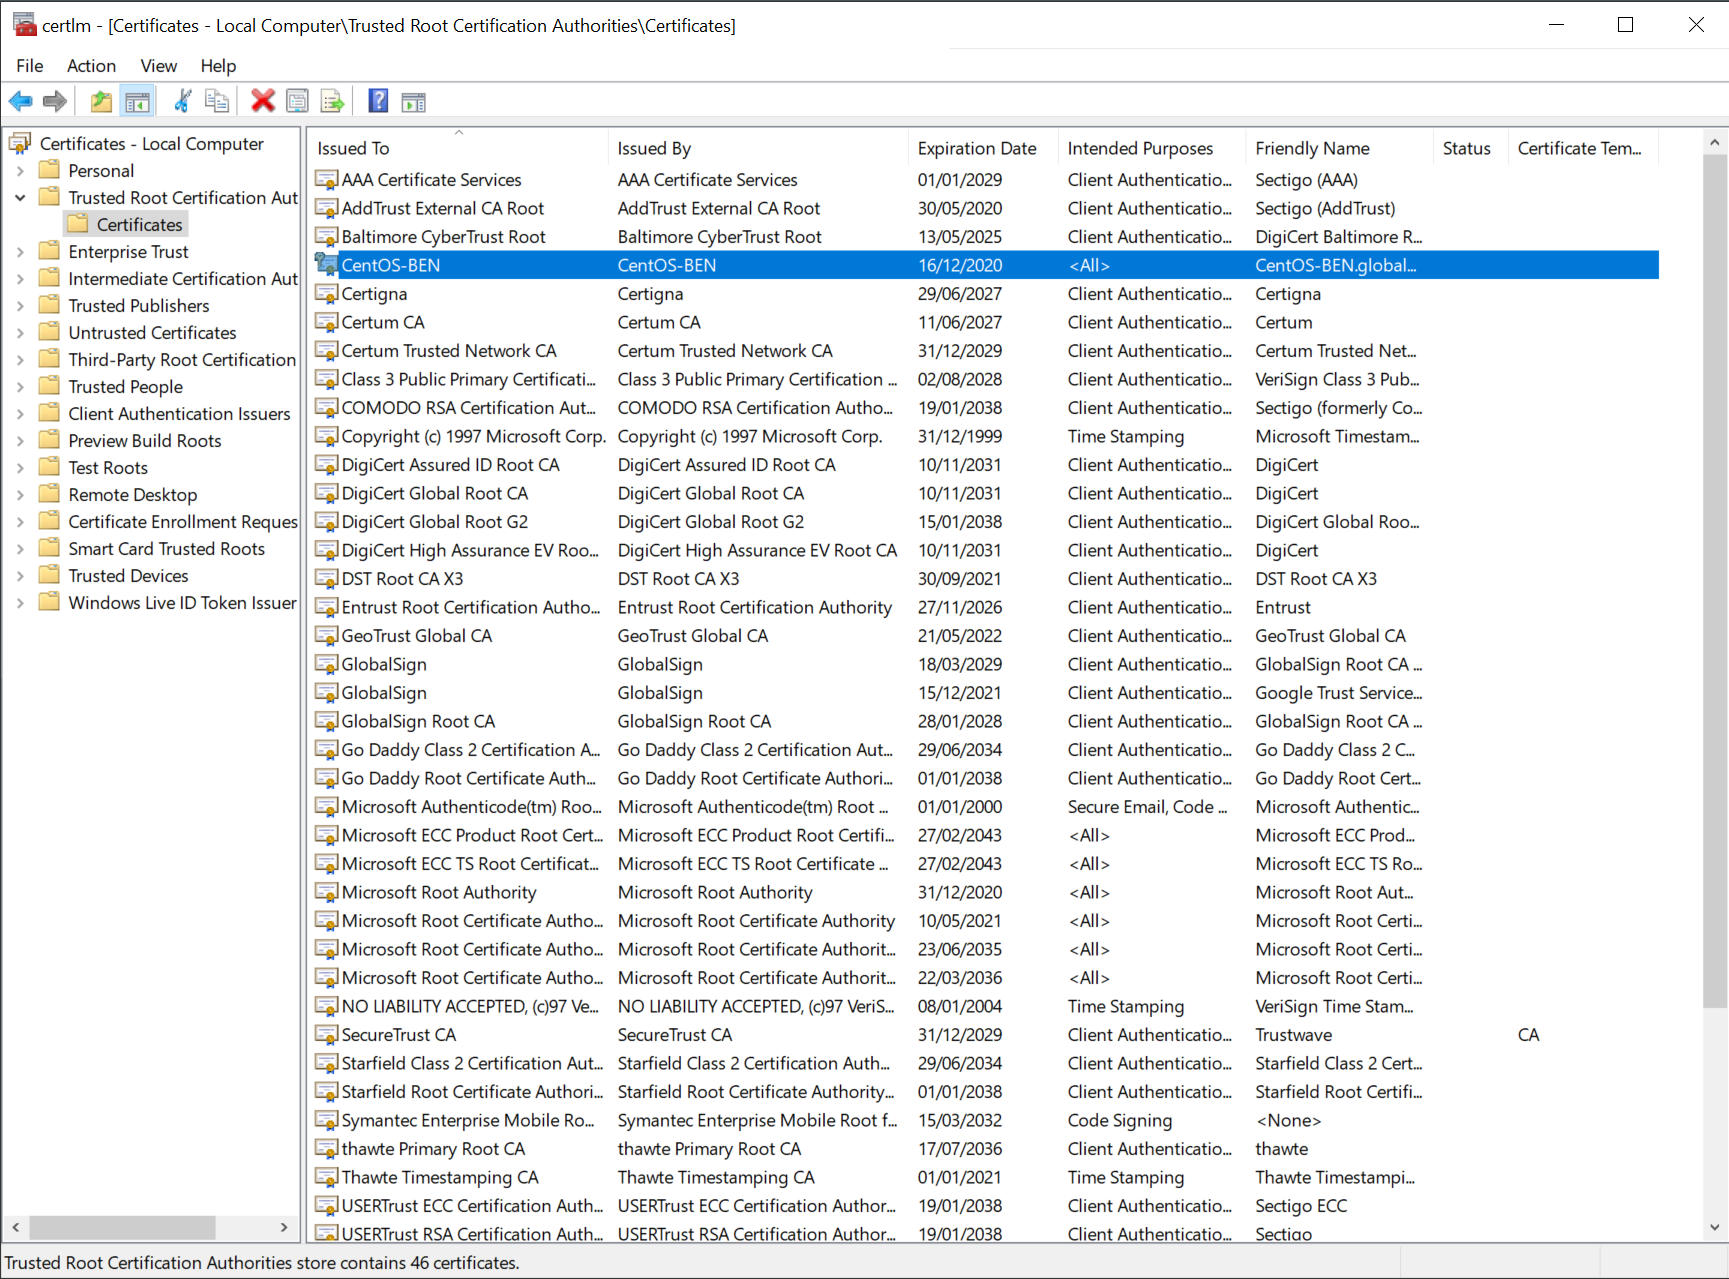 certlm - [Certificates - Local Computer\Trusted Root Certification Authorities\Certificates]
File Action View Help
Certificates - Local Computer
Personal
Trusted Root Certification Aut
Certificates
Enterprise Trust
Intermediate Certification Aut
Trusted Publishers
Untrusted Certificates
Third-Party Root Certification
Trusted People
Client Authentication Issuers
Preview Build Roots
Test Roots
Remote Desktop
Certificate Enrollment Reques
Smart Card Trusted Roots
Trusted Devices
Windows Live ID Token Issuer
Issued To Issued By Expiration Date Intended Purposes Friendly Name Status Certificate Tem...
AAA Certificate Services AAA Certificate Services 01/01/2029 Client Authenticatio... Sectigo (AAA)
AddTrust External CA Root AddTrust External CA Root 30/05/2020 Client Authenticatio... Sectigo (AddTrust)
Baltimore CyberTrust Root Baltimore CyberTrust Root 13/05/2025 Client Authenticatio... DigiCert Baltimore R...
CentOS-BEN CentOS-BEN 16/12/2020 <All> CentOS-BEN.global...
Certigna Certigna 29/06/2027 Client Authenticatio... Certigna
Certum CA Certum CA 11/06/2027 Client Authenticatio... Certum
Certum Trusted Network CA Certum Trusted Network CA 31/12/2029 Client Authenticatio... Certum Trusted Net...
Class 3 Public Primary Certificati... Class 3 Public Primary Certification ... 02/08/2028 Client Authenticatio... VeriSign Class 3 Pub...
COMODO RSA Certification Aut... COMODO RSA Certification Autho... 19/01/2038 Client Authenticatio... Sectigo (formerly Co...
Copyright (c) 1997 Microsoft Corp. Copyright (c) 1997 Microsoft Corp. 31/12/1999 Time Stamping Microsoft Timestam...
DigiCert Assured ID Root CA DigiCert Assured ID Root CA 10/11/2031 Client Authenticatio... DigiCert
DigiCert Global Root CA DigiCert Global Root CA 10/11/2031 Client Authenticatio... DigiCert
DigiCert Global Root G2 DigiCert Global Root G2 15/01/2038 Client Authenticatio... DigiCert Global Roo...
DigiCert High Assurance EV Roo... DigiCert High Assurance EV Root CA 10/11/2031 Client Authenticatio... DigiCert
DST Root CA X3 DST Root CA X3 30/09/2021 Client Authenticatio... DST Root CA X3
Entrust Root Certification Autho... Entrust Root Certification Authority 27/11/2026 Client Authenticatio... Entrust
GeoTrust Global CA GeoTrust Global CA 21/05/2022 Client Authenticatio... GeoTrust Global CA
GlobalSign GlobalSign 18/03/2029 Client Authenticatio... GlobalSign Root CA ...
GlobalSign GlobalSign 15/12/2021 Client Authenticatio... Google Trust Service...
GlobalSign Root CA GlobalSign Root CA 28/01/2028 Client Authenticatio... GlobalSign Root CA ...
Go Daddy Class 2 Certification A... Go Daddy Class 2 Certification Aut... 29/06/2034 Client Authenticatio... Go Daddy Class 2 C...
Go Daddy Root Certificate Auth... Go Daddy Root Certificate Authori... 01/01/2038 Client Authenticatio... Go Daddy Root Cert...
Microsoft Authenticode(tm) Roo... Microsoft Authenticode(tm) Root ... 01/01/2000 Secure Email, Code ... Microsoft Authentic...
Microsoft ECC Product Root Cert... Microsoft ECC Product Root Certifi... 27/02/2043 <All> Microsoft ECC Prod...
Microsoft ECC TS Root Certificat... Microsoft ECC TS Root Certificate ... 27/02/2043 <All> Microsoft ECC TS Ro...
Microsoft Root Authority Microsoft Root Authority 31/12/2020 <All> Microsoft Root Aut...
Microsoft Root Certificate Autho... Microsoft Root Certificate Authority 10/05/2021 <All> Microsoft Root Certi...
Microsoft Root Certificate Autho... Microsoft Root Certificate Authorit... 23/06/2035 <All> Microsoft Root Certi...
Microsoft Root Certificate Autho... Microsoft Root Certificate Authorit... 22/03/2036 <All> Microsoft Root Certi...
NO LIABILITY ACCEPTED, (c)97 Ve... NO LIABILITY ACCEPTED, (c)97 VeriS... 08/01/2004 Time Stamping VeriSign Time Stam...
SecureTrust CA SecureTrust CA 31/12/2029 Client Authenticatio... Trustwave CA
Starfield Class 2 Certification Aut... Starfield Class 2 Certification Auth... 29/06/2034 Client Authenticatio... Starfield Class 2 Cert...
Starfield Root Certificate Authori... Starfield Root Certificate Authority... 01/01/2038 Client Authenticatio... Starfield Root Certifi...
Symantec Enterprise Mobile Ro... Symantec Enterprise Mobile Root f... 15/03/2032 Code Signing <None>
thawte Primary Root CA thawte Primary Root CA 17/07/2036 Client Authenticatio... thawte
Thawte Timestamping CA Thawte Timestamping CA 01/01/2021 Time Stamping Thawte Timestampi...
USERTrust ECC Certification Auth... USERTrust ECC Certification Author... 19/01/2038 Client Authenticatio... Sectigo ECC
USERTrust RSA Certification Auth... USERTrust RSA Certification Author... 19/01/2038 Client Authenticatio... Sectigo
Trusted Root Certification Authorities store contains 46 certificates.